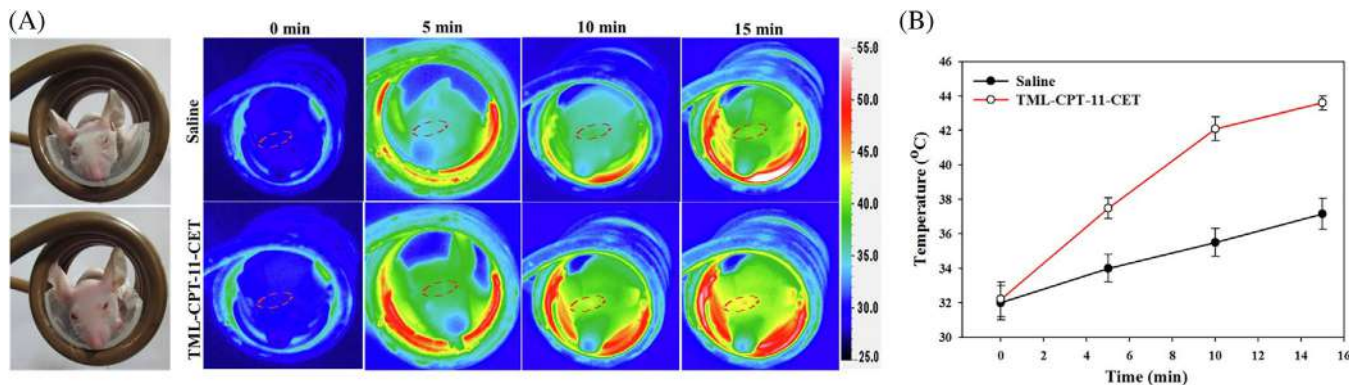 (A)
0 min 5 min 10 min 15 min
Saline
TML-CPT-11-CET
55.0
50.0
45.0
40.0
35.0
30.0
25.0
(B)
46
44
42
40
38
36
34
32
30
Temperature (°C)
Saline
TML-CPT-11-CET
0 2 4 6 8 10 12 14 16
Time (min)